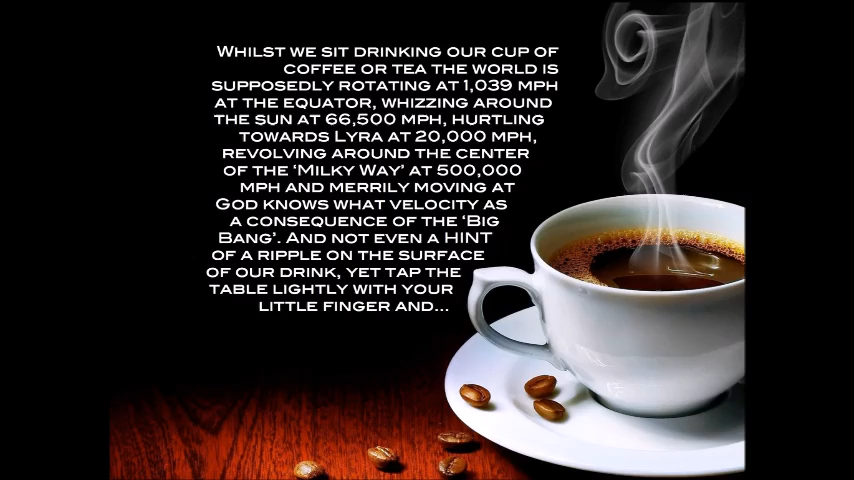 Whilst we sit drinking our cup of
coffee or tea the world is
supposedly rotating at 1,039 mph
at the equator, whizzing around
the sun at 66,500 mph, hurtling
towards Lyra at 20,000 mph,
revolving around the center
of the ‘Milky Way’ at 500,000
mph and merrily moving at
God knows what velocity as
a consequence of the ‘Big
Bang’. And not even a HINT
of a ripple on the surface
of our drink, yet tap the
table lightly with your
little finger and...